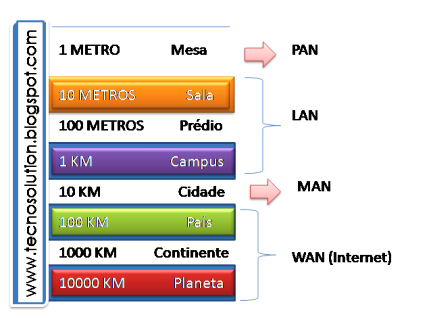 www.techosolution.blogspot.com
1 METRO Mesa PAN
10 METROS Sala
LAN
100 METROS Prédio
1 KM Campus
10 KM Cidade MAN
100 KM País
1000 KM Continente WAN (Internet)
10000 KM Planeta